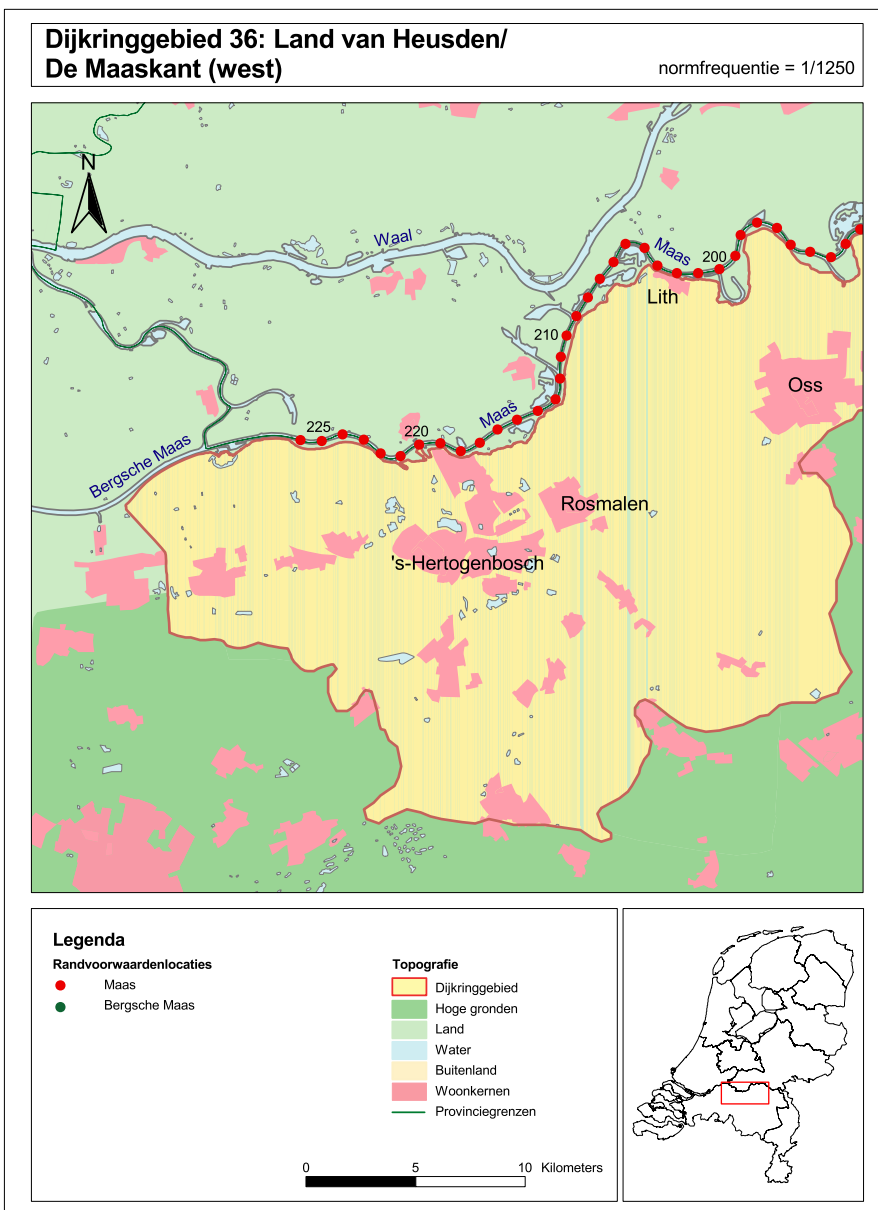 Dijkringgebied 36: Land van Heusden/
De Maaskant (west)
normfrequentie = 1/1250
N
Waal
Maas
200
Lith
210
Oss
Maas
225
220
Bergsche Maas
Rosmalen
's-Hertogenbosch
Legenda
Randvoorwaardenlocaties
Maas
Bergsche Maas
Topografie
Dijkringgebied
Hoge gronden
Land
Water
Buitenland
Woonkernen
Provinciegrenzen
0 5 10 Kilometers